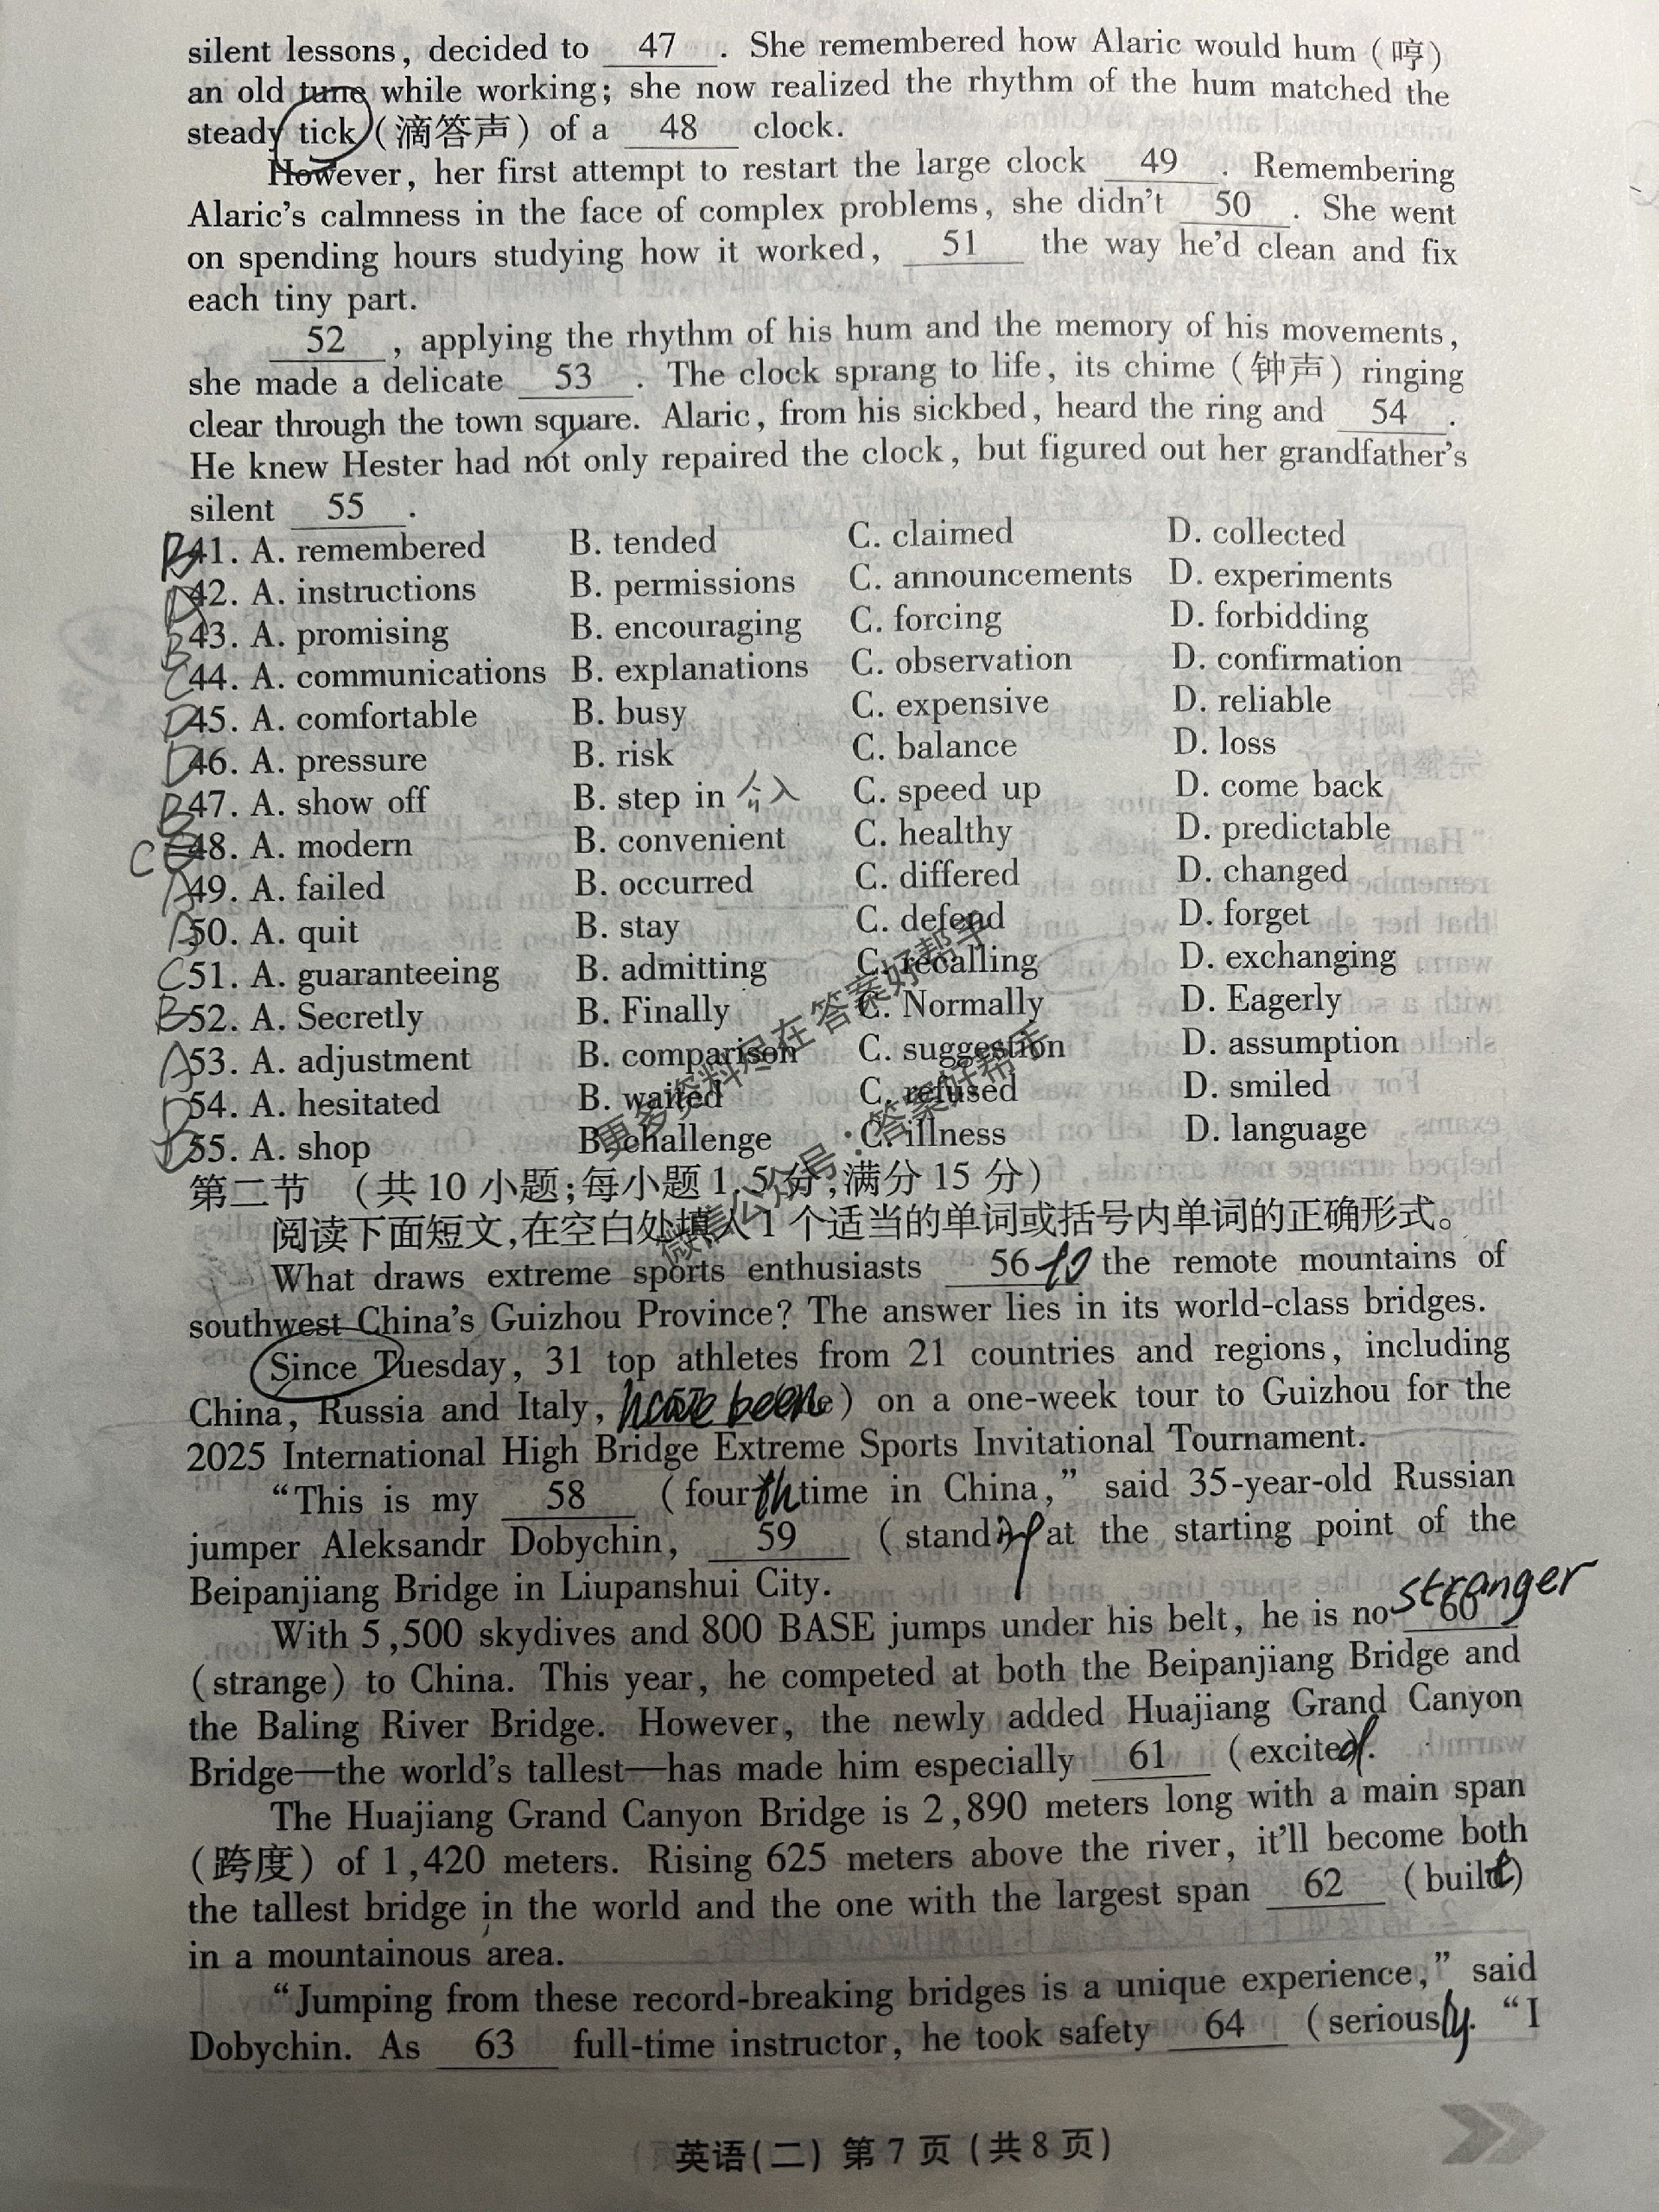 silent lessons, decided to 47 . She remembered how Alaric would hum (哼)
an old tune while working; she now realized the rhythm of the hum matched the
steady tick (滴答声) of a 48 clock.
However, her first attempt to restart the large clock 49 . Remembering
Alaric's calmness in the face of complex problems, she didn't 50 . She went
on spending hours studying how it worked, 51 the way he'd clean and fix
each tiny part.
52 , applying the rhythm of his hum and the memory of his movements,
she made a delicate 53 . The clock sprang to life, its chime (钟声) ringing
clear through the town square. Alaric, from his sickbed, heard the ring and 54 .
He knew Hester had not only repaired the clock, but figured out her grandfather's
silent 55 .
B 41. A. remembered B. tended C. claimed D. collected
D 42. A. instructions B. permissions C. announcements D. experiments
B 43. A. promising B. encouraging C. forcing D. forbidding
C 44. A. communications B. explanations C. observation D. confirmation
D 45. A. comfortable B. busy C. expensive D. reliable
D 46. A. pressure B. risk C. balance D. loss
B 47. A. show off B. step in 介入 C. speed up D. come back
C 48. A. modern B. convenient C. healthy D. predictable
A 49. A. failed B. occurred C. differed D. changed
A 50. A. quit B. stay C. defend D. forget
C 51. A. guaranteeing B. admitting C. recalling D. exchanging
B 52. A. Secretly B. Finally C. Normally D. Eagerly
A 53. A. adjustment B. comparison C. suggestion D. assumption
D 54. A. hesitated B. waited C. refused D. smiled
D 55. A. shop B. challenge C. illness D. language
更多资料尽在答案好帮手
微信公众号:答案好帮手
第二节 (共10小题;每小题1.5分,满分15分)
阅读下面短文,在空白处填入1个适当的单词或括号内单词的正确形式。
What draws extreme sports enthusiasts 56 to the remote mountains of
southwest China's Guizhou Province? The answer lies in its world-class bridges.
Since Tuesday, 31 top athletes from 21 countries and regions, including
China, Russia and Italy, have been) on a one-week tour to Guizhou for the
2025 International High Bridge Extreme Sports Invitational Tournament.
"This is my 58 (fourth time in China," said 35-year-old Russian
jumper Aleksandr Dobychin, 59 (standing at the starting point of the
Beipanjiang Bridge in Liupanshui City.
stranger
With 5,500 skydives and 800 BASE jumps under his belt, he is no 60
(strange) to China. This year, he competed at both the Beipanjiang Bridge and
the Baling River Bridge. However, the newly added Huajiang Grand Canyon
Bridge—the world's tallest—has made him especially 61 (excited.
The Huajiang Grand Canyon Bridge is 2,890 meters long with a main span
(跨度) of 1,420 meters. Rising 625 meters above the river, it'll become both
the tallest bridge in the world and the one with the largest span 62 (built)
in a mountainous area.
"Jumping from these record-breaking bridges is a unique experience," said
Dobychin. As 63 full-time instructor, he took safety 64 (seriously. "I
英语(二) 第7页(共8页)